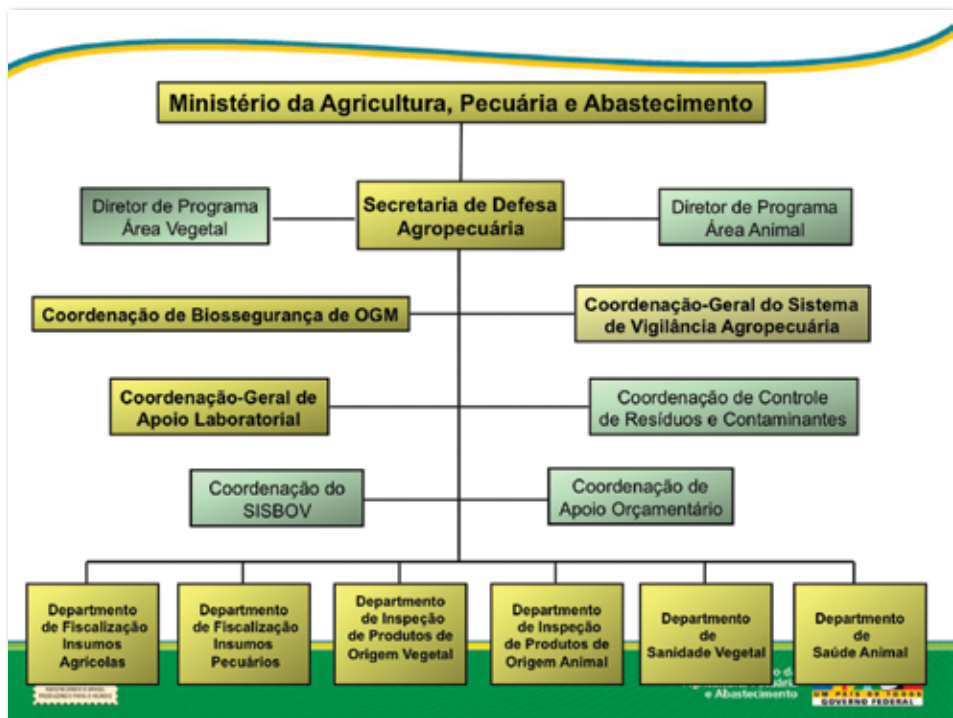 Ministério da Agricultura, Pecuária e Abastecimento
Diretor de Programa
Área Vegetal
Secretaria de Defesa
Agropecuária
Diretor de Programa
Área Animal
Coordenação de Biossegurança de OGM
Coordenação-Geral do Sistema
de Vigilância Agropecuária
Coordenação-Geral de
Apoio Laboratorial
Coordenação de Controle
de Resíduos e Contaminantes
Coordenação do
SISBOV
Coordenação de
Apoio Orçamentário
Departmento
de Fiscalização
Insumos
Agrícolas
Departmento
de Fiscalização
Insumos
Pecuários
Departmento
de Inspeção
de Produtos de
Origem Vegetal
Departmento
de Inspeção
de Produtos de
Origem Animal
Departmento
de
Sanidade Vegetal
Departmento
de
Saúde Animal
e Abastecimento
UM PAÍS DE TODOS
GOVERNO FEDERAL